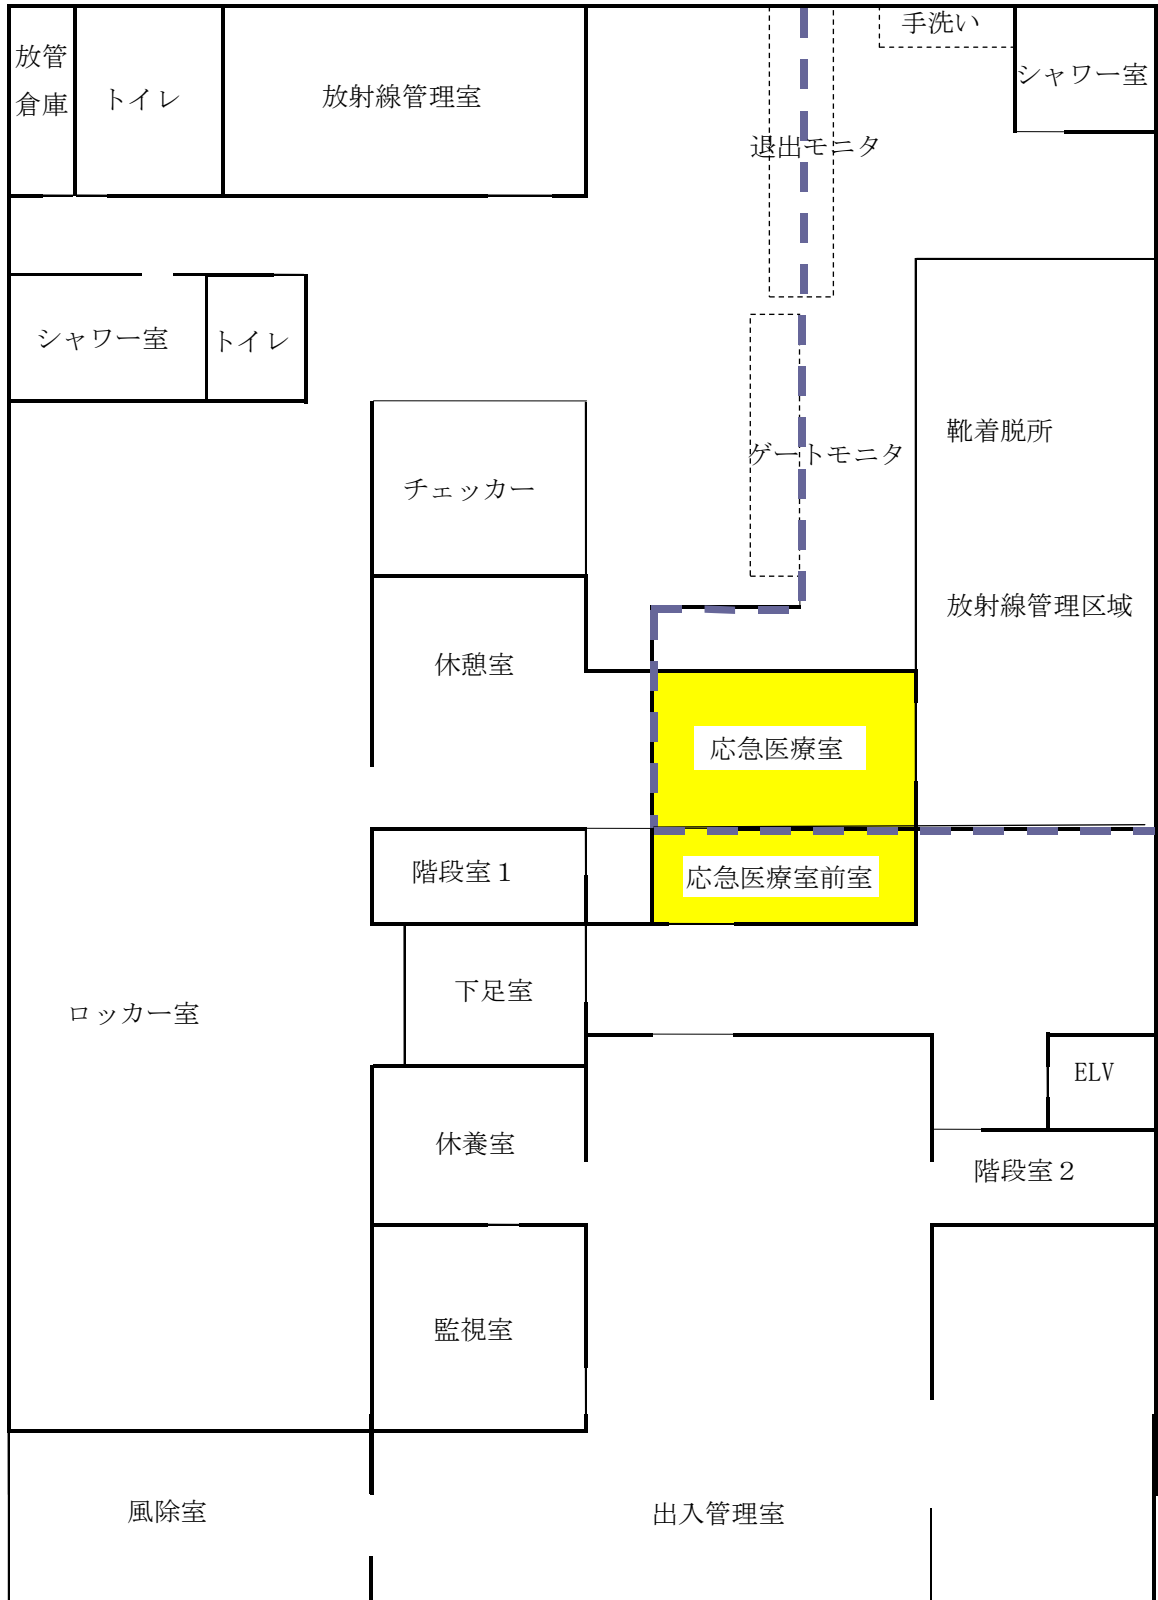 手洗い
放管
倉庫
トイレ
放射線管理室
シャワー室
退出モニタ
シャワー室
トイレ
靴着脱所
ゲートモニタ
チェッカー
放射線管理区域
休憩室
応急医療室
階段室１
応急医療室前室
下足室
ロッカー室
ELV
休養室
階段室２
監視室
風除室
出入管理室